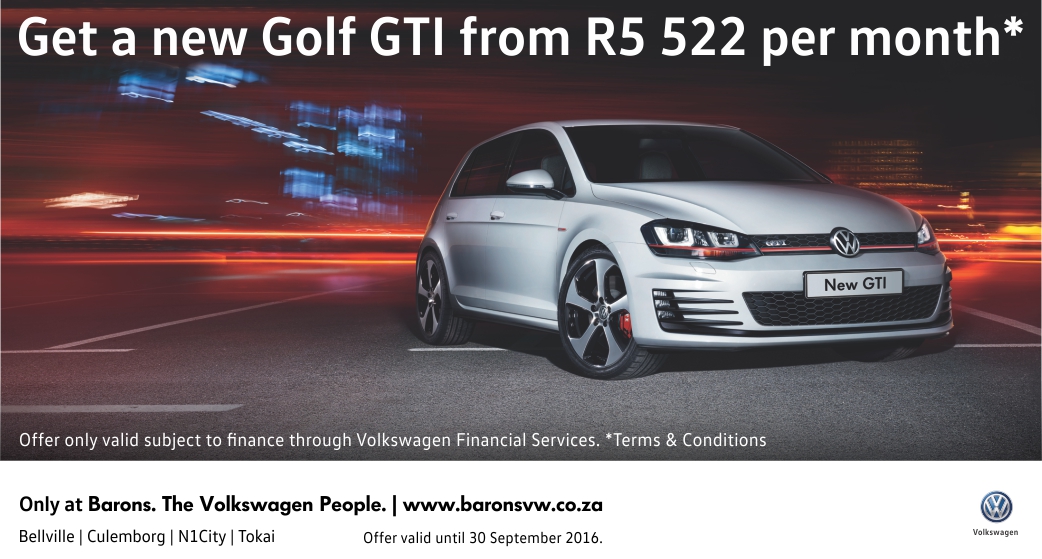 Get a new Golf GTI from R5 522 per month*
GTI
New GTI
Offer only valid subject to finance through Volkswagen Financial Services. *Terms & Conditions
Only at Barons. The Volkswagen People. | www.baronsvw.co.za
Bellville | Culemborg | N1City | Tokai
Offer valid until 30 September 2016.
Volkswagen